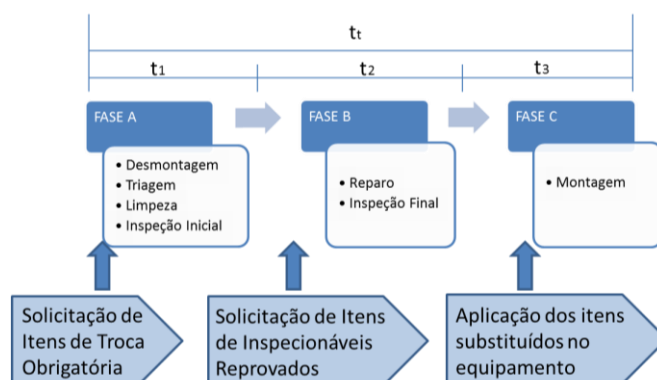 tt
t1
t2
t3
FASE A
FASE B
FASE C
• Desmontagem
• Triagem
• Limpeza
• Inspeção Inicial
• Reparo
• Inspeção Final
• Montagem
Solicitação de
Itens de Troca
Obrigatória
Solicitação de Itens
de Inspecionáveis
Reprovados
Aplicação dos itens
substituídos no
equipamento